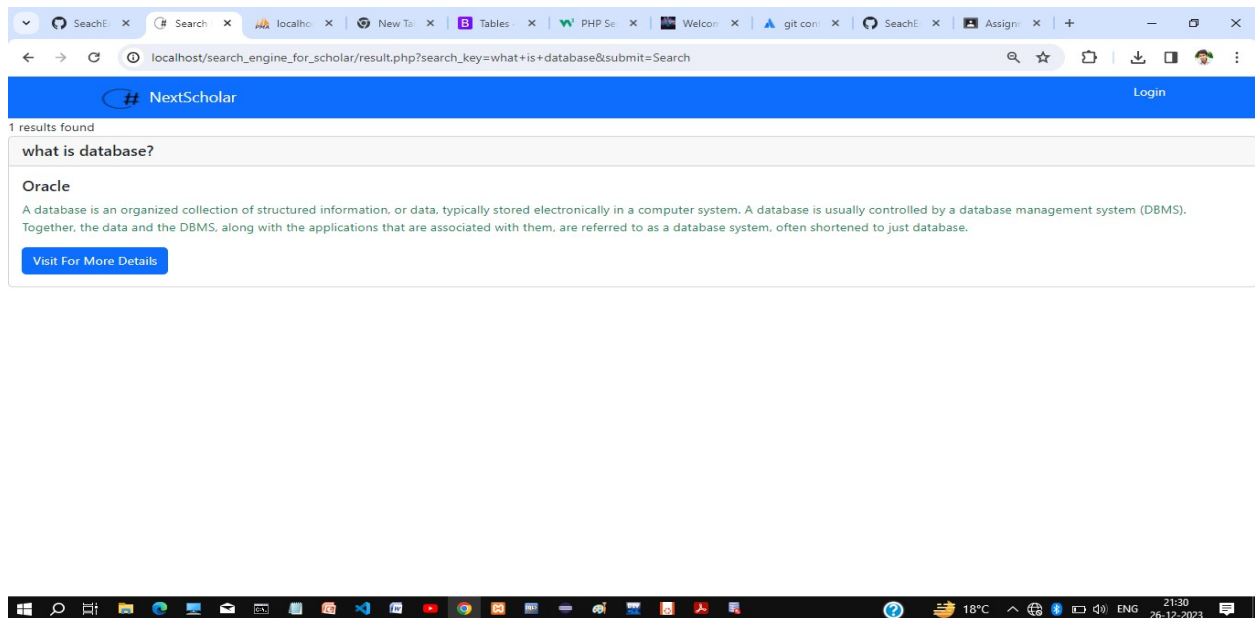 SeachE
Search
localho
New Ta
Tables -
PHP Se
Welcon
git conf
SeachE
Assign
localhost/search_engine_for_scholar/result.php?search_key=what+is+database&submit=Search
# NextScholar
Login
1 results found
what is database?
Oracle
A database is an organized collection of structured information, or data, typically stored electronically in a computer system. A database is usually controlled by a database management system (DBMS).
Together, the data and the DBMS, along with the applications that are associated with them, are referred to as a database system, often shortened to just database.
Visit For More Details
18°C
ENG
21:30
26-12-2023